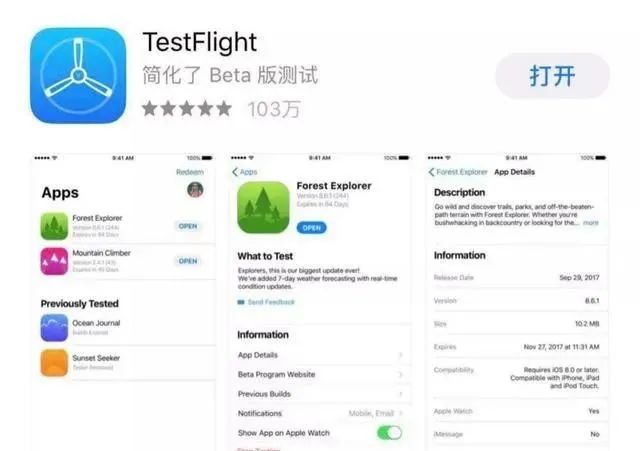 TestFlight
简化了 Beta 版测试
打开
★★★★★ 103万
9:41 AM 100%
Redeem
Apps
Forest Explorer
Version 8.6.1 (244)
Expires in 84 Days
OPEN
Mountain Climber
Version 2.4.1 (43)
OPEN
Previously Tested
Ocean Journal
Sunset Seeker
Tester Removed
9:41 AM 100%
Apps
Forest Explorer
Version 8.6.1 (244)
Expires in 84 Days
OPEN
What to Test
Explorers, this is our biggest update ever!
We've added 7-day weather forecasting with real-time
condition updates.
Send Feedback
Information
App Details
Beta Program Website
Previous Builds
Notifications Mobile, Email
Show App on Apple Watch
9:41 AM 100%
Forest Explorer App Details
Description
Go wild and discover trails, parks, and off-the-beaten-
path terrain with Forest Explorer. Whether you're
bushwhacking in backcountry or looking for the... more
Information
Release Date Sep 29, 2017
Version 8.6.1
Size 10.2 MB
Expires Nov 27, 2017 at 11:31 AM
Compatibility Requires iOS 8.0 or later.
Compatible with iPhone, iPad
and iPod Touch.
Apple Watch Yes
iMessage No